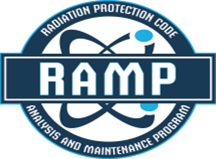 RADIATION PROTECTION CODE
RAMP
ANALYSIS AND MAINTENANCE PROGRAM